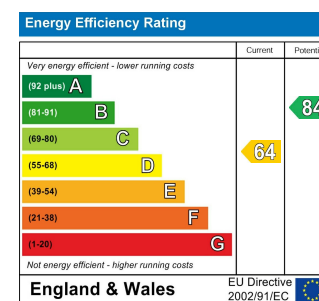 Energy Efficiency Rating
Current Potenti
Very energy efficient - lower running costs
(92 plus) A
(81-91) B
84
(69-80) C
64
(55-68) D
(39-54) E
(21-38) F
(1-20) G
Not energy efficient - higher running costs
England & Wales
EU Directive
2002/91/EC